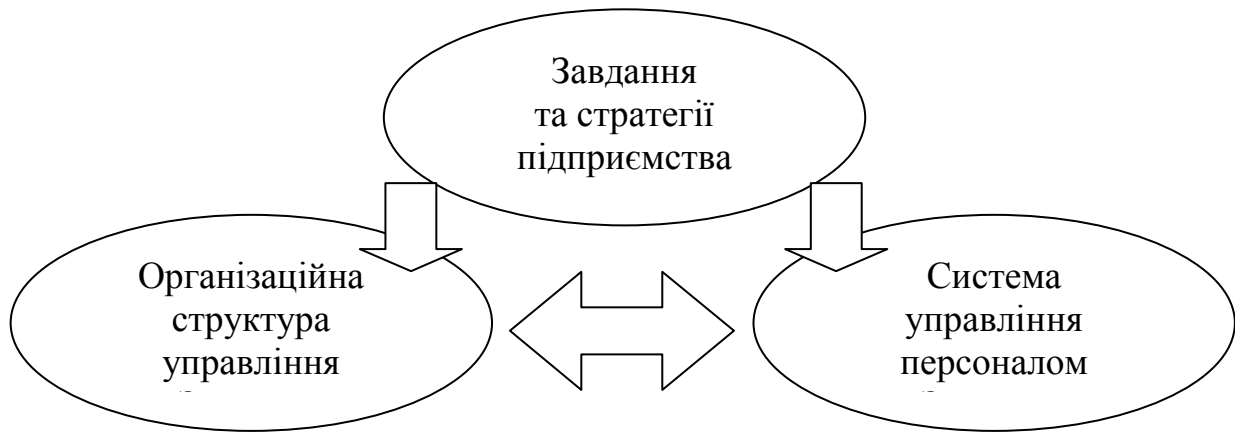 Завдання
та стратегії
підприємства
Організаційна
структура
управління
Система
управління
персоналом